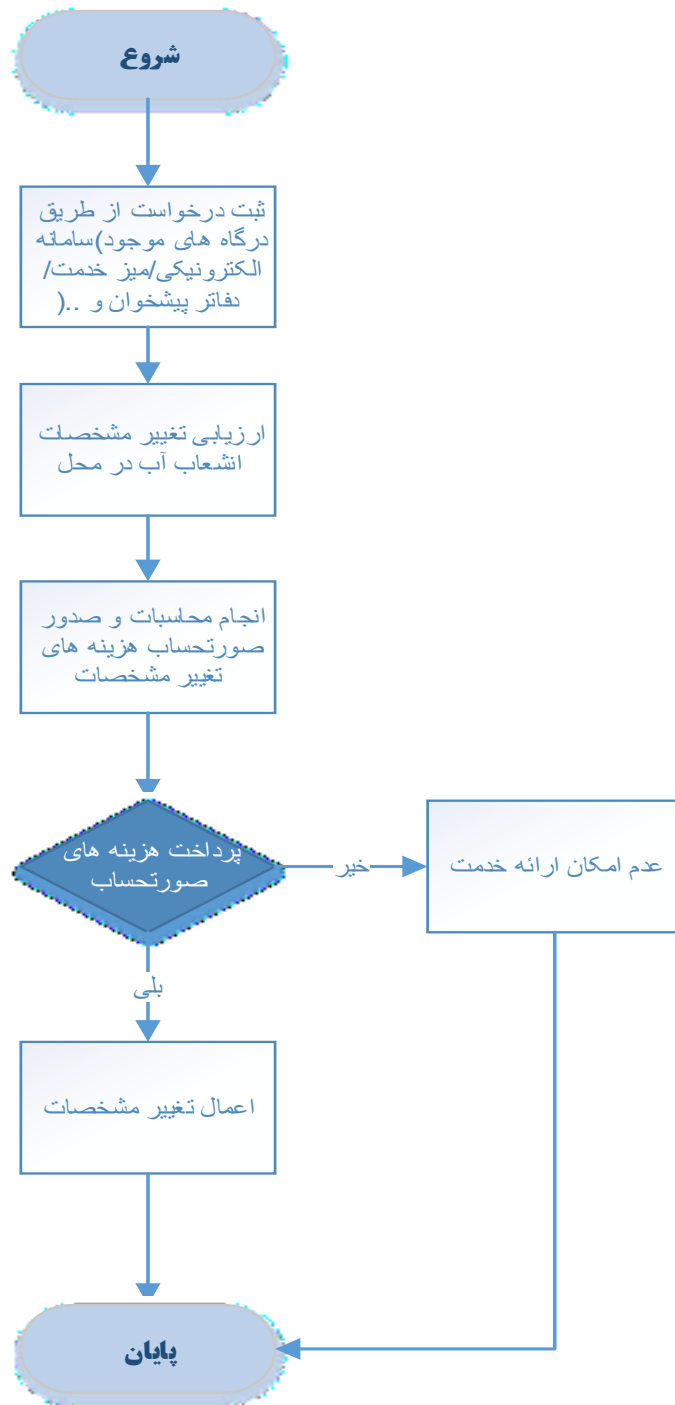 شروع
ثبت درخواست از طریق
درگاه های موجود)سامانه
الکترونیکی/میز خدمت/
دفاتر پیشخوان و ..(
ارزیابی تغییر مشخصات
انشعاب آب در محل
انجام محاسبات و صدور
صورتحساب هزینه های
تغییر مشخصات
پرداخت هزینه های
صورتحساب
خیر
عدم امکان ارائه خدمت
بلی
اعمال تغییر مشخصات
پایان